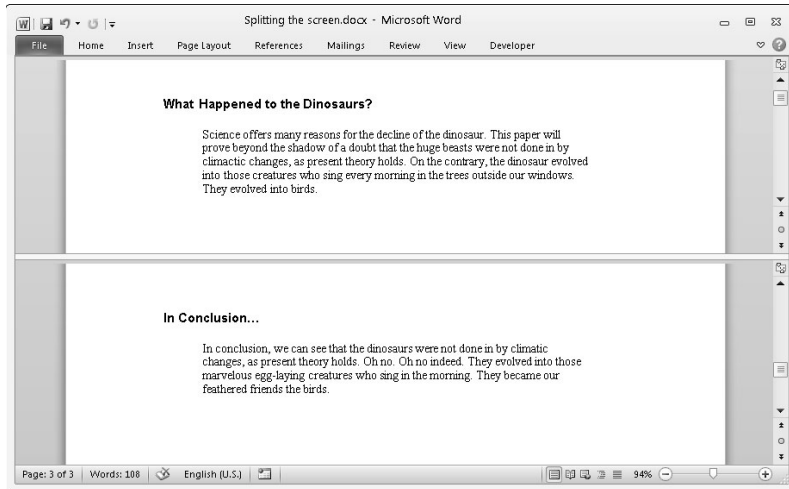 Splitting the screen.docx - Microsoft Word
File Home Insert Page Layout References Mailings Review View Developer
What Happened to the Dinosaurs?
Science offers many reasons for the decline of the dinosaur. This paper will
prove beyond the shadow of a doubt that the huge beasts were not done in by
climactic changes, as present theory holds. On the contrary, the dinosaur evolved
into those creatures who sing every morning in the trees outside our windows.
They evolved into birds.
In Conclusion...
In conclusion, we can see that the dinosaurs were not done in by climatic
changes, as present theory holds. Oh no. Oh no indeed. They evolved into those
marvelous egg-laying creatures who sing in the morning. They became our
feathered friends the birds.
Page: 3 of 3 Words: 108 English (U.S.) 94%